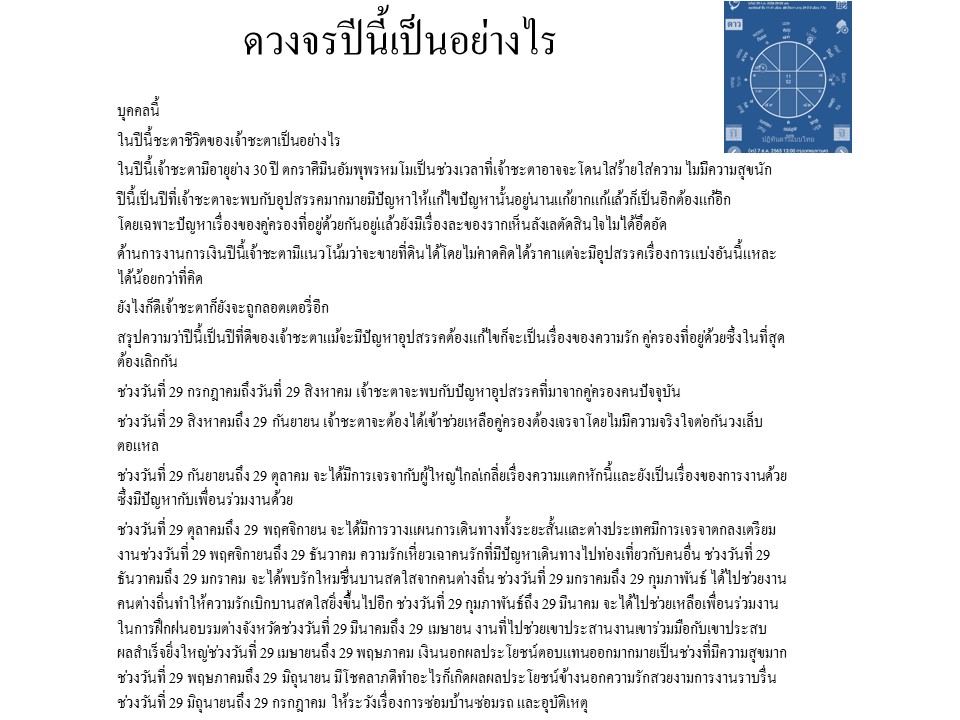 ดวงจรปีนี้เป็นอย่างไร
ดาว
11
12
ก
จ
ปฏิทินดาวแบบไทย
บุคคลนี้
ในปีนี้ชะตาชีวิตของเจ้าชะตาเป็นอย่างไร
ในปีนี้เจ้าชะตามีอายุย่าง 30 ปี ตกราศีมีนอัมพุพรหมโมเป็นช่วงเวลาที่เจ้าชะตาอาจจะโดนใส่ร้ายใส่ความ ไม่มีความสุขนัก
ปีนี้เป็นปีที่เจ้าชะตาจะพบกับอุปสรรคมากมายมีปัญหาให้แก้ไขปัญหานั้นอยู่นานแก้ยากแก้แล้วก็เป็นอีกต้องแก้อีก
โดยเฉพาะปัญหาเรื่องของคู่ครองที่อยู่ด้วยกันอยู่แล้วยังมีเรื่องละของรากเห็นลังเลตัดสินใจไม่ได้อึดอัด
ด้านการงานการเงินปีนี้เจ้าชะตามีแนวโน้มว่าจะขายที่ดินได้โดยไม่คาดคิดได้ราคาแต่จะมีอุปสรรคเรื่องการแบ่งอันนี้แหละ
ได้น้อยกว่าที่คิด
ยังไงก็ดีเจ้าชะตาก็ยังจะถูกลอตเตอรี่อีก
สรุปความว่าปีนี้เป็นปีที่ดีของเจ้าชะตาแม้จะมีปัญหาอุปสรรคต้องแก้ไขก็จะเป็นเรื่องของความรัก คู่ครองที่อยู่ด้วยซึ้งในที่สุด
ต้องเลิกกัน
ช่วงวันที่ 29 กรกฎาคมถึงวันที่ 29 สิงหาคม เจ้าชะตาจะพบกับปัญหาอุปสรรคที่มาจากคู่ครองคนปัจจุบัน
ช่วงวันที่ 29 สิงหาคมถึง 29 กันยายน เจ้าชะตาจะต้องได้เข้าช่วยเหลือคู่ครองต้องเจรจาโดยไม่มีความจริงใจต่อกันวงเล็บ
ตอแหล
ช่วงวันที่ 29 กันยายนถึง 29 ตุลาคม จะได้มีการเจรจากับผู้ใหญ่ไกล่เกลี่ยเรื่องความแตกหักนี้และยังเป็นเรื่องของการงานด้วย
ซึ้งมีปัญหากับเพื่อนร่วมงานด้วย
ช่วงวันที่ 29 ตุลาคมถึง 29 พฤศจิกายน จะได้มีการวางแผนการเดินทางทั้งระยะสั้นและต่างประเทศมีการเจรจาตกลงเตรียม
งานช่วงวันที่ 29 พฤศจิกายนถึง 29 ธันวาคม ความรักเหี่ยวเฉาคนรักที่มีปัญหาเดินทางไปท่องเที่ยวกับคนอื่น ช่วงวันที่ 29
ธันวาคมถึง 29 มกราคม จะได้พบรักใหม่ชื่นบานสดใสจากคนต่างถิ่น ช่วงวันที่ 29 มกราคมถึง 29 กุมภาพันธ์ ได้ไปช่วยงาน
คนต่างถิ่นทำให้ความรักเบิกบานสดใสยิ่งขึ้นไปอีก ช่วงวันที่ 29 กุมภาพันธ์ถึง 29 มีนาคม จะได้ไปช่วยเหลือเพื่อนร่วมงาน
ในการฝึกฝนอบรมต่างจังหวัดช่วงวันที่ 29 มีนาคมถึง 29 เมษายน งานที่ไปช่วยเขาประสานงานเขาร่วมมือกับเขาประสบ
ผลสำเร็จยิ่งใหญ่ช่วงวันที่ 29 เมษายนถึง 29 พฤษภาคม เงินนอกผลประโยชน์ตอบแทนออกมากมายเป็นช่วงที่มีความสุขมาก
ช่วงวันที่ 29 พฤษภาคมถึง 29 มิถุนายน มีโชคลาภดีทำอะไรก็เกิดผลผลประโยชน์ข้างนอกความรักสวยงามการงานราบรื่น
ช่วงวันที่ 29 มิถุนายนถึง 29 กรกฎาคม ให้ระวังเรื่องการซ่อมบ้านซ่อมรถ และอุบัติเหตุ